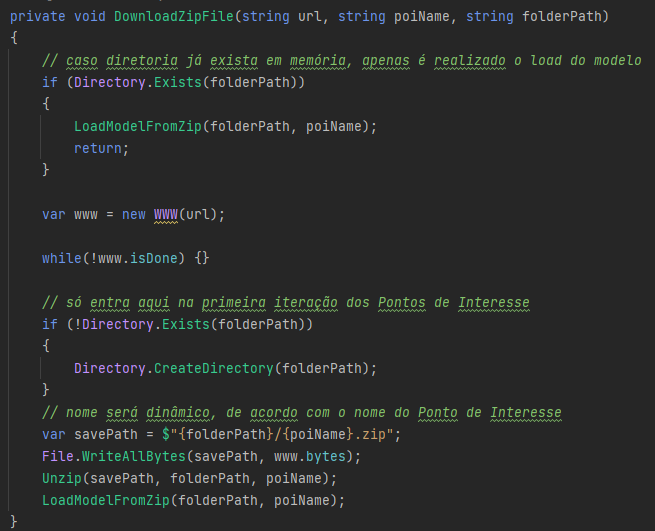 private void DownloadZipFile(string url, string poiName, string folderPath)
{
// caso diretoria já exista em memória, apenas é realizado o load do modelo
if (Directory.Exists(folderPath))
{
LoadModelFromZip(folderPath, poiName);
return;
}
var www = new WWW(url);
while(!www.isDone) {}
// só entra aqui na primeira iteração dos Pontos de Interesse
if (!Directory.Exists(folderPath))
{
Directory.CreateDirectory(folderPath);
}
// nome será dinâmico, de acordo com o nome do Ponto de Interesse
var savePath = $"{folderPath}/{poiName}.zip";
File.WriteAllBytes(savePath, www.bytes);
Unzip(savePath, folderPath, poiName);
LoadModelFromZip(folderPath, poiName);
}